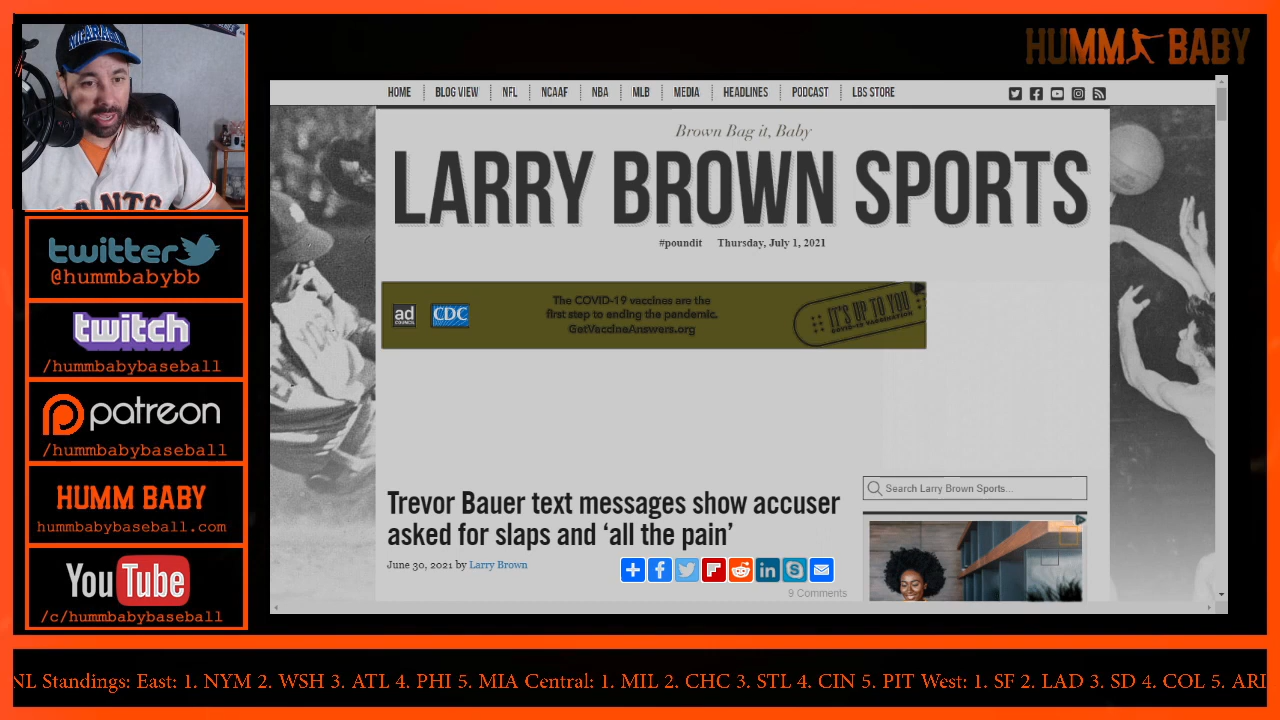 NICARAGUA
ANTS
HUMM BABY
twitter
@hummbabybb
twitch
/hummbabybaseball
patreon
/hummbabybaseball
HUMM BABY
hummbabybaseball.com
YouTube
/c/hummbabybaseball
HOME BLOG VIEW NFL NCAAF NBA MLB MEDIA HEADLINES PODCAST LBS STORE
Brown Bag it, Baby
LARRY BROWN SPORTS
#poundit Thursday, July 1, 2021
ad COUNCIL
CDC
The COVID-19 vaccines are the
first step to ending the pandemic.
GetVaccineAnswers.org
IT'S UP TO YOU
COVID-19 VACCINATION
Trevor Bauer text messages show accuser
asked for slaps and ‘all the pain’
June 30, 2021 by Larry Brown
9 Comments
Search Larry Brown Sports...
NL Standings: East: 1. NYM 2. WSH 3. ATL 4. PHI 5. MIA Central: 1. MIL 2. CHC 3. STL 4. CIN 5. PIT West: 1. SF 2. LAD 3. SD 4. COL 5. ARI